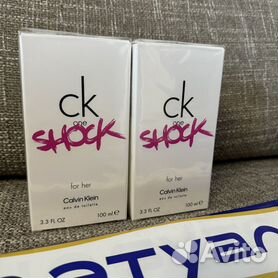 ck
one
SHOCK
for her
Calvin Klein
eau de toilette
3.3 FL OZ 100 ml ℮
ck
one
SHOCK
for her
Calvin Klein
eau de toilette
3.3 FL OZ 100 ml ℮
Avito